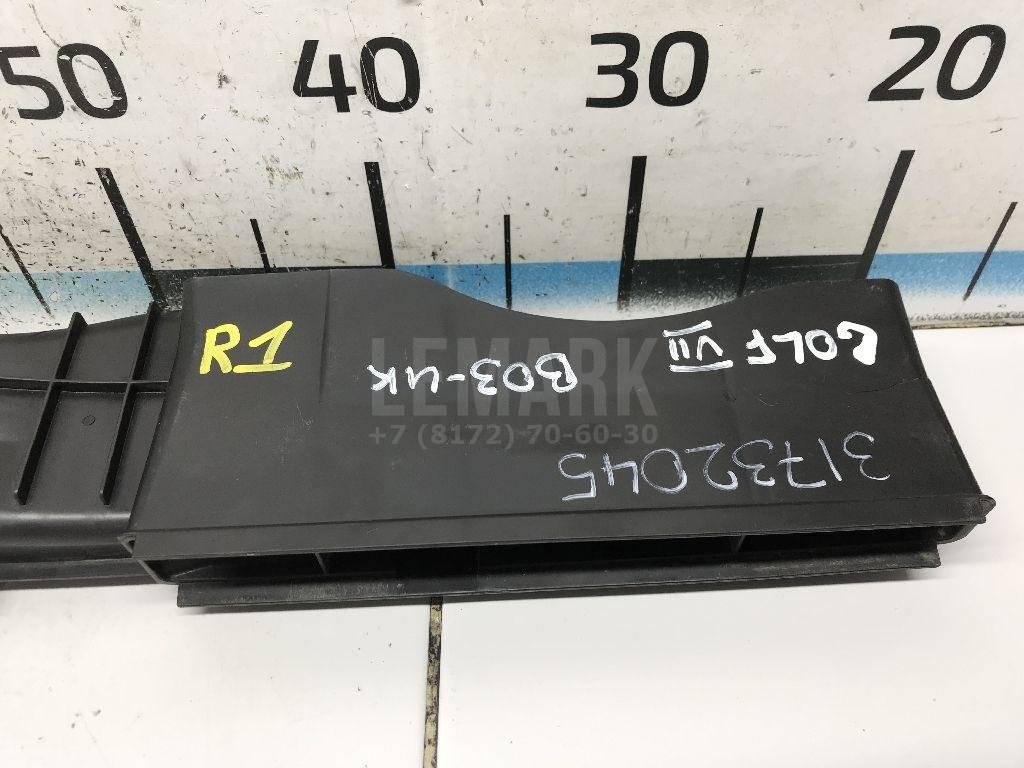 50 40 30 20
R1
GOLF VII
B03-UK
31732045
LEMARK
+7 (8172)-70-60-30